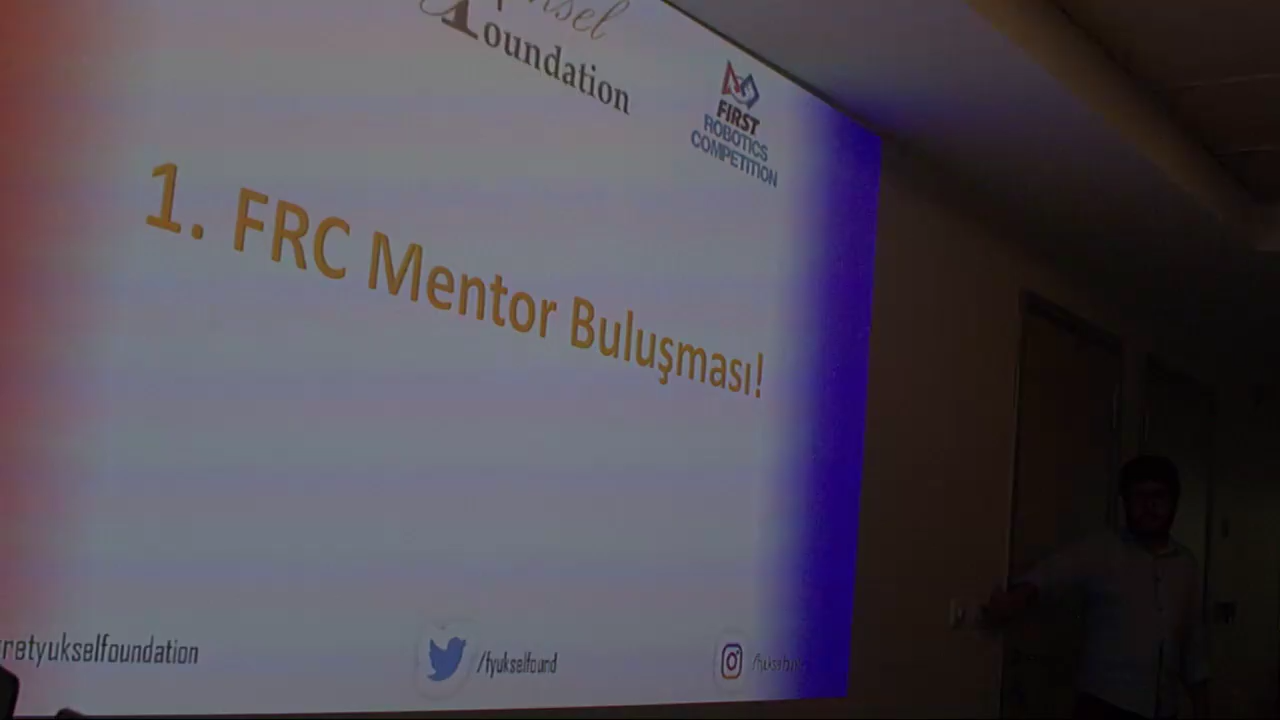 oundation
FIRST
ROBOTICS
COMPETITION
1. FRC Mentor Buluşması!
retyukselfoundation
/fyukselfound